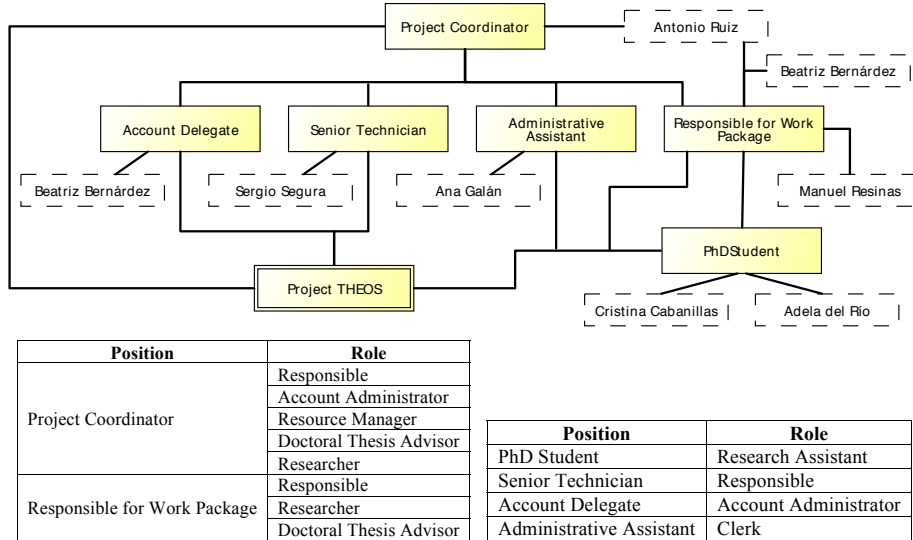 Project Coordinator
Antonio Ruiz
Beatriz Bernárdez
Account Delegate
Senior Technician
Administrative
Assistant
Responsible for Work
Package
Beatriz Bernárdez
Sergio Segura
Ana Galán
Manuel Resinas
Project THEOS
PhDStudent
Cristina Cabanillas
Adela del Río
Position Role
Project Coordinator
Responsible
Account Administrator
Resource Manager
Doctoral Thesis Advisor
Researcher
Responsible for Work Package
Responsible
Researcher
Doctoral Thesis Advisor
Position Role
PhD Student Research Assistant
Senior Technician Responsible
Account Delegate Account Administrator
Administrative Assistant Clerk